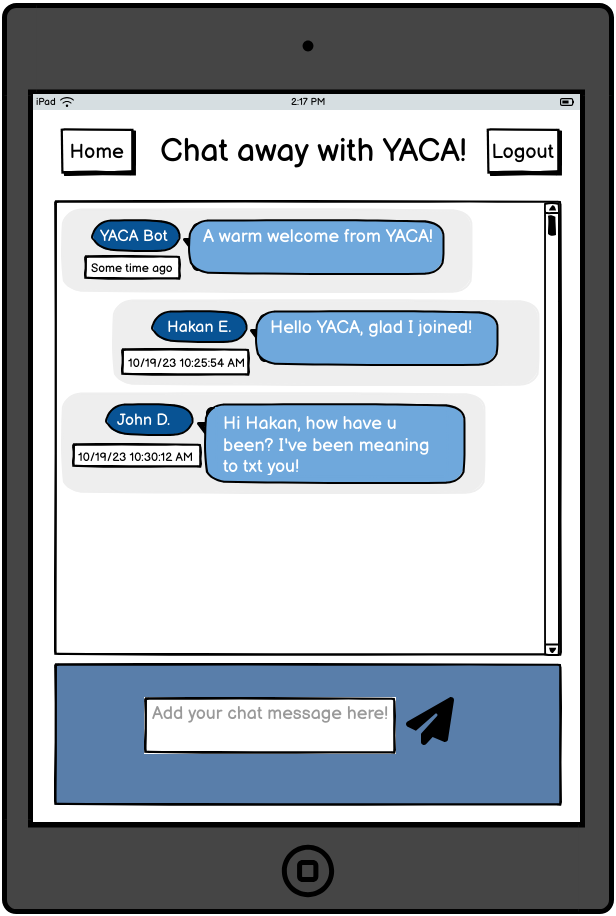 iPad
2:17 PM
Home
Chat away with YACA!
Logout
YACA Bot
A warm welcome from YACA!
Some time ago
Hakan E.
Hello YACA, glad I joined!
10/19/23 10:25:54 AM
John D.
Hi Hakan, how have u
been? I've been meaning
to txt you!
10/19/23 10:30:12 AM
Add your chat message here!